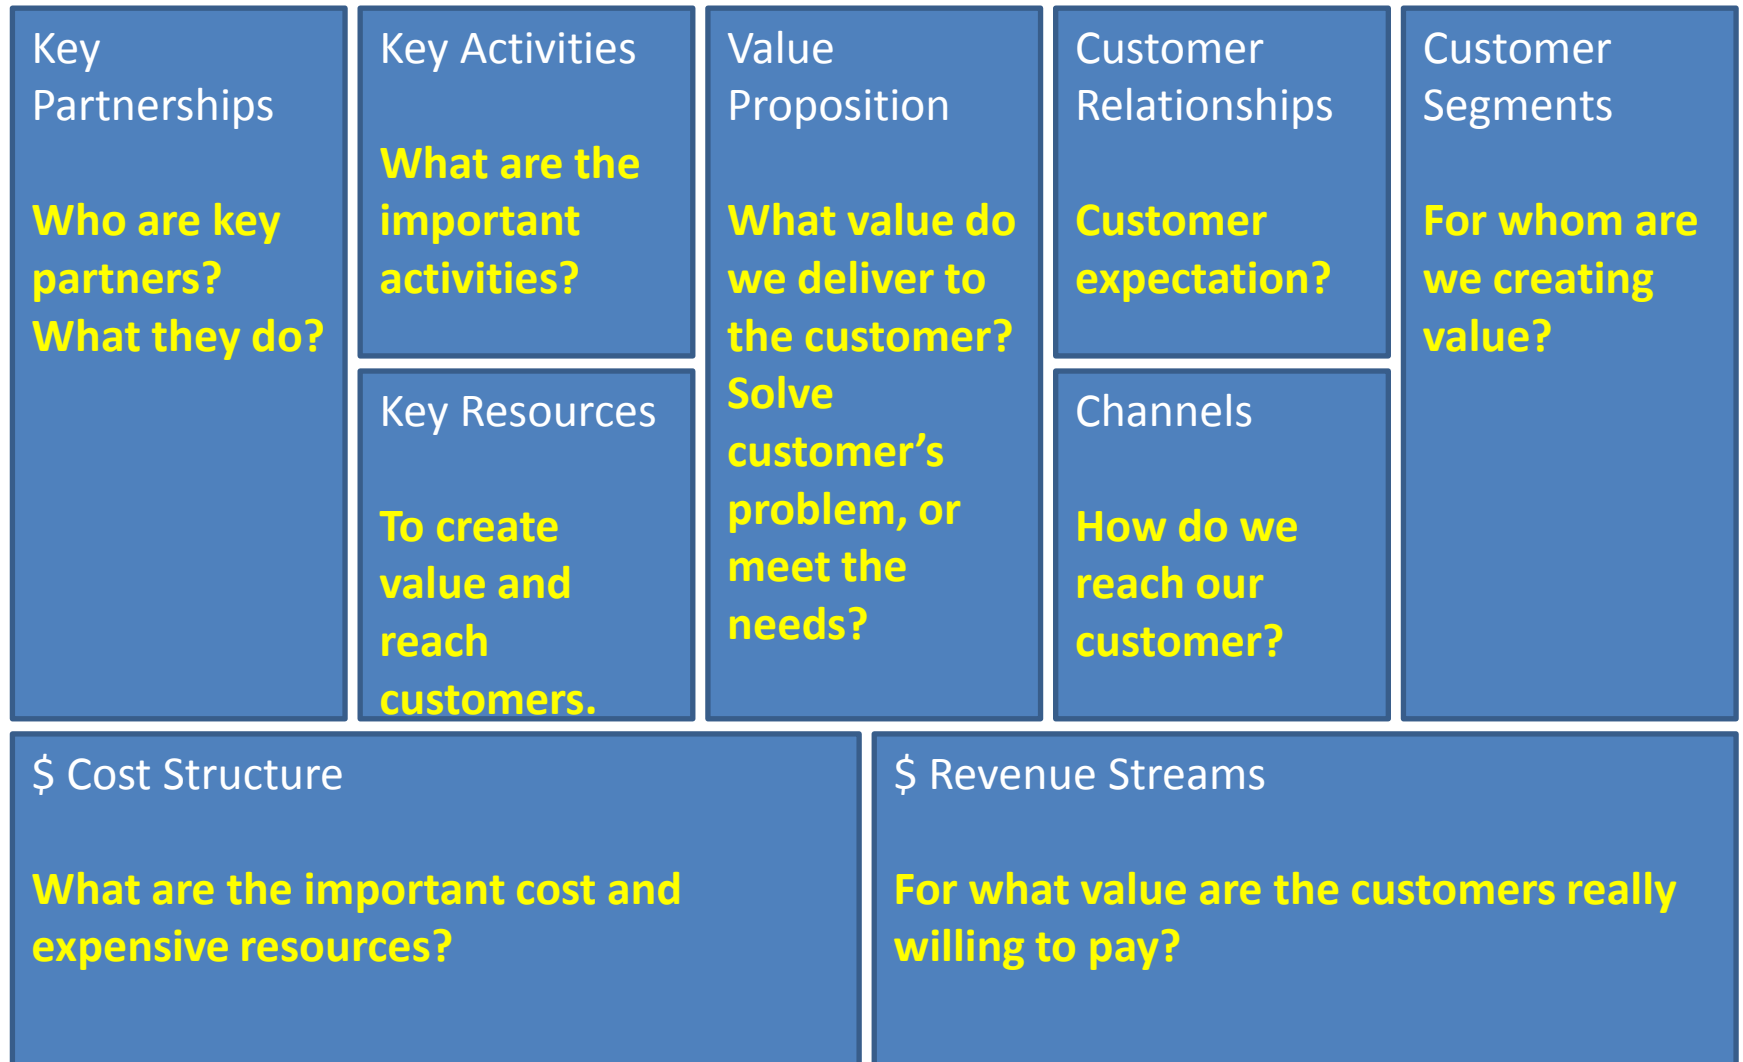 Key
Partnerships
Who are key
partners?
What they do?
Key Activities
What are the
important
activities?
Key Resources
To create
value and
reach
customers.
Value
Proposition
What value do
we deliver to
the customer?
Solve
customer’s
problem, or
meet the
needs?
Customer
Relationships
Customer
expectation?
Channels
How do we
reach our
customer?
Customer
Segments
For whom are
we creating
value?
$ Cost Structure
What are the important cost and
expensive resources?
$ Revenue Streams
For what value are the customers really
willing to pay?